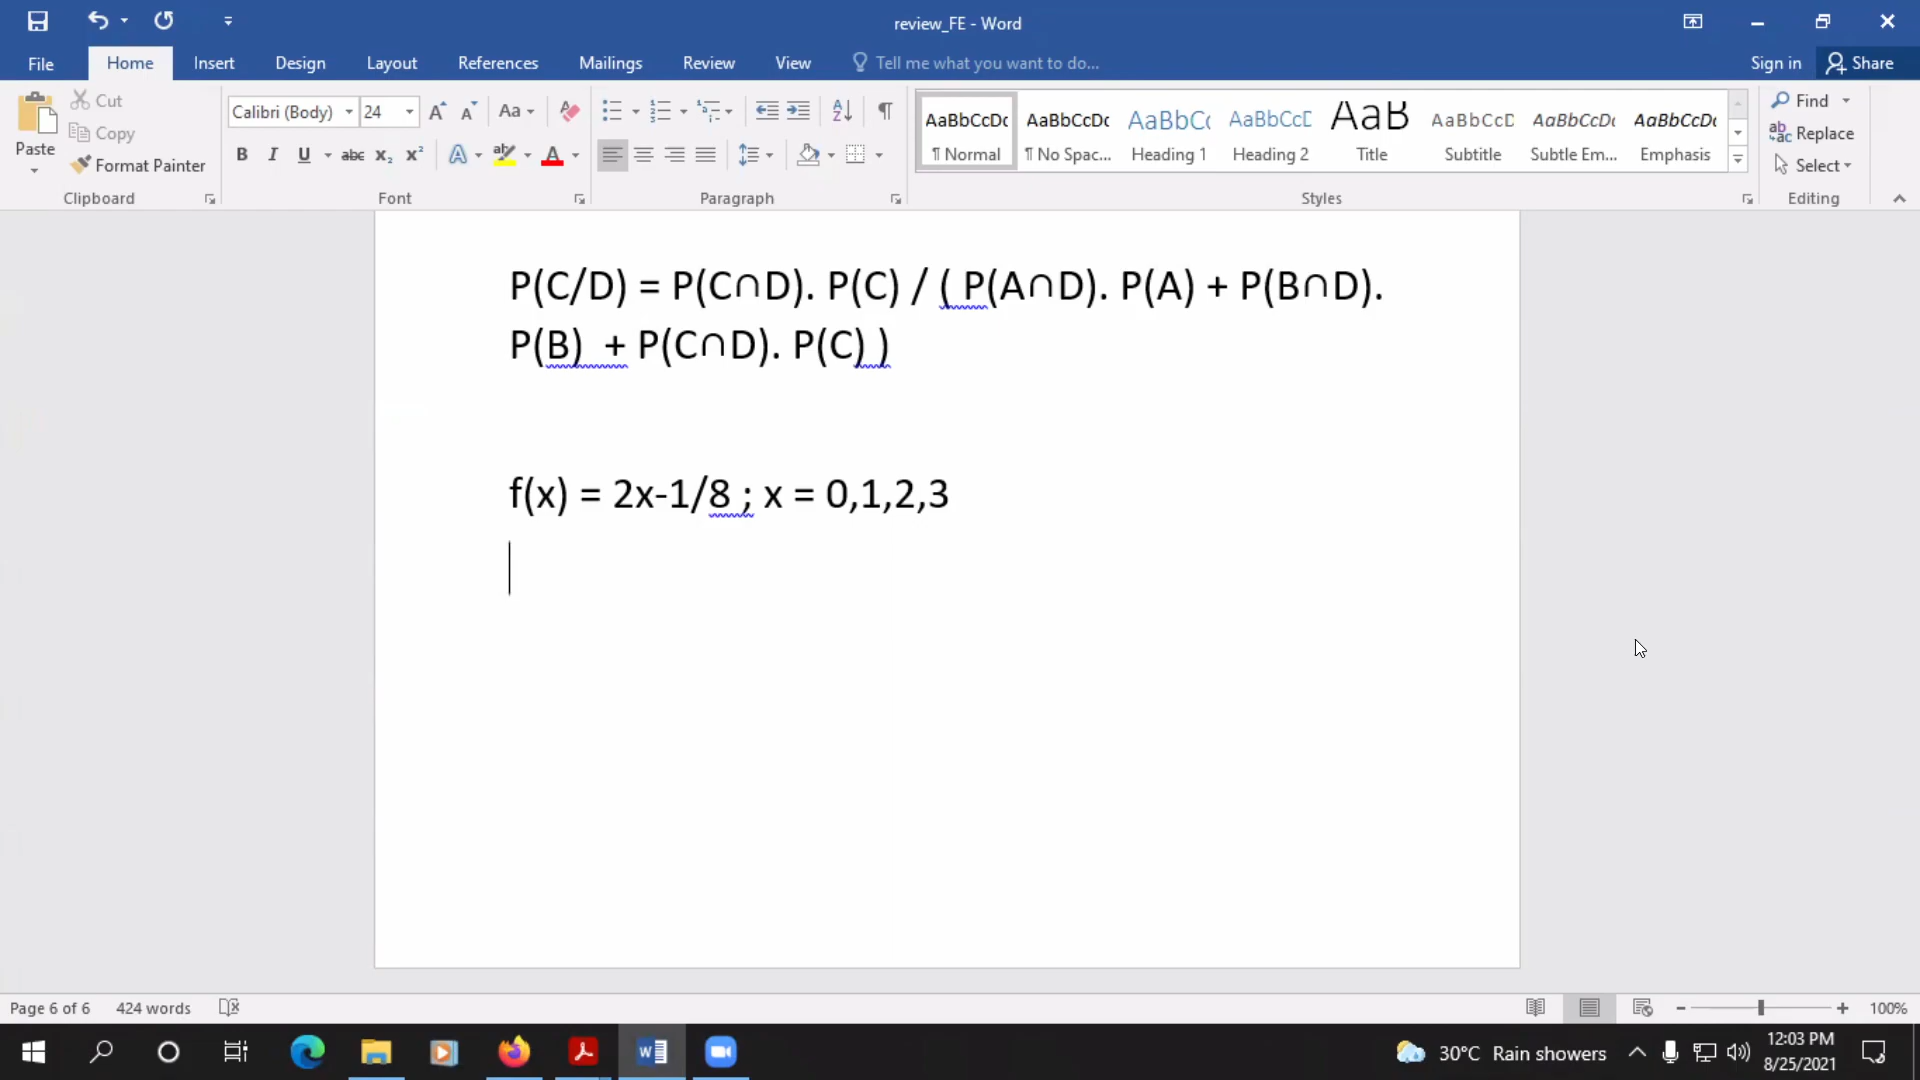 review_FE - Word
File Home Insert Design Layout References Mailings Review View Tell me what you want to do... Sign in Share
Paste Cut Copy Format Painter Clipboard
Calibri (Body) 24 Aa B I U abc x₂ x² A A Font
Paragraph
AaBbCcDc AaBbCcDc AaBbCc AaBbCcE AaB AaBbCcD AaBbCcDc AaBbCcDc
¶ Normal ¶ No Spac... Heading 1 Heading 2 Title Subtitle Subtle Em... Emphasis
Styles
Find Replace Select Editing
P(C/D) = P(C∩D). P(C) / ( P(A∩D). P(A) + P(B∩D).
P(B)  + P(C∩D). P(C) )
f(x) = 2x-1/8 ; x = 0,1,2,3
Page 6 of 6 424 words 100%
30°C Rain showers 12:03 PM
8/25/2021